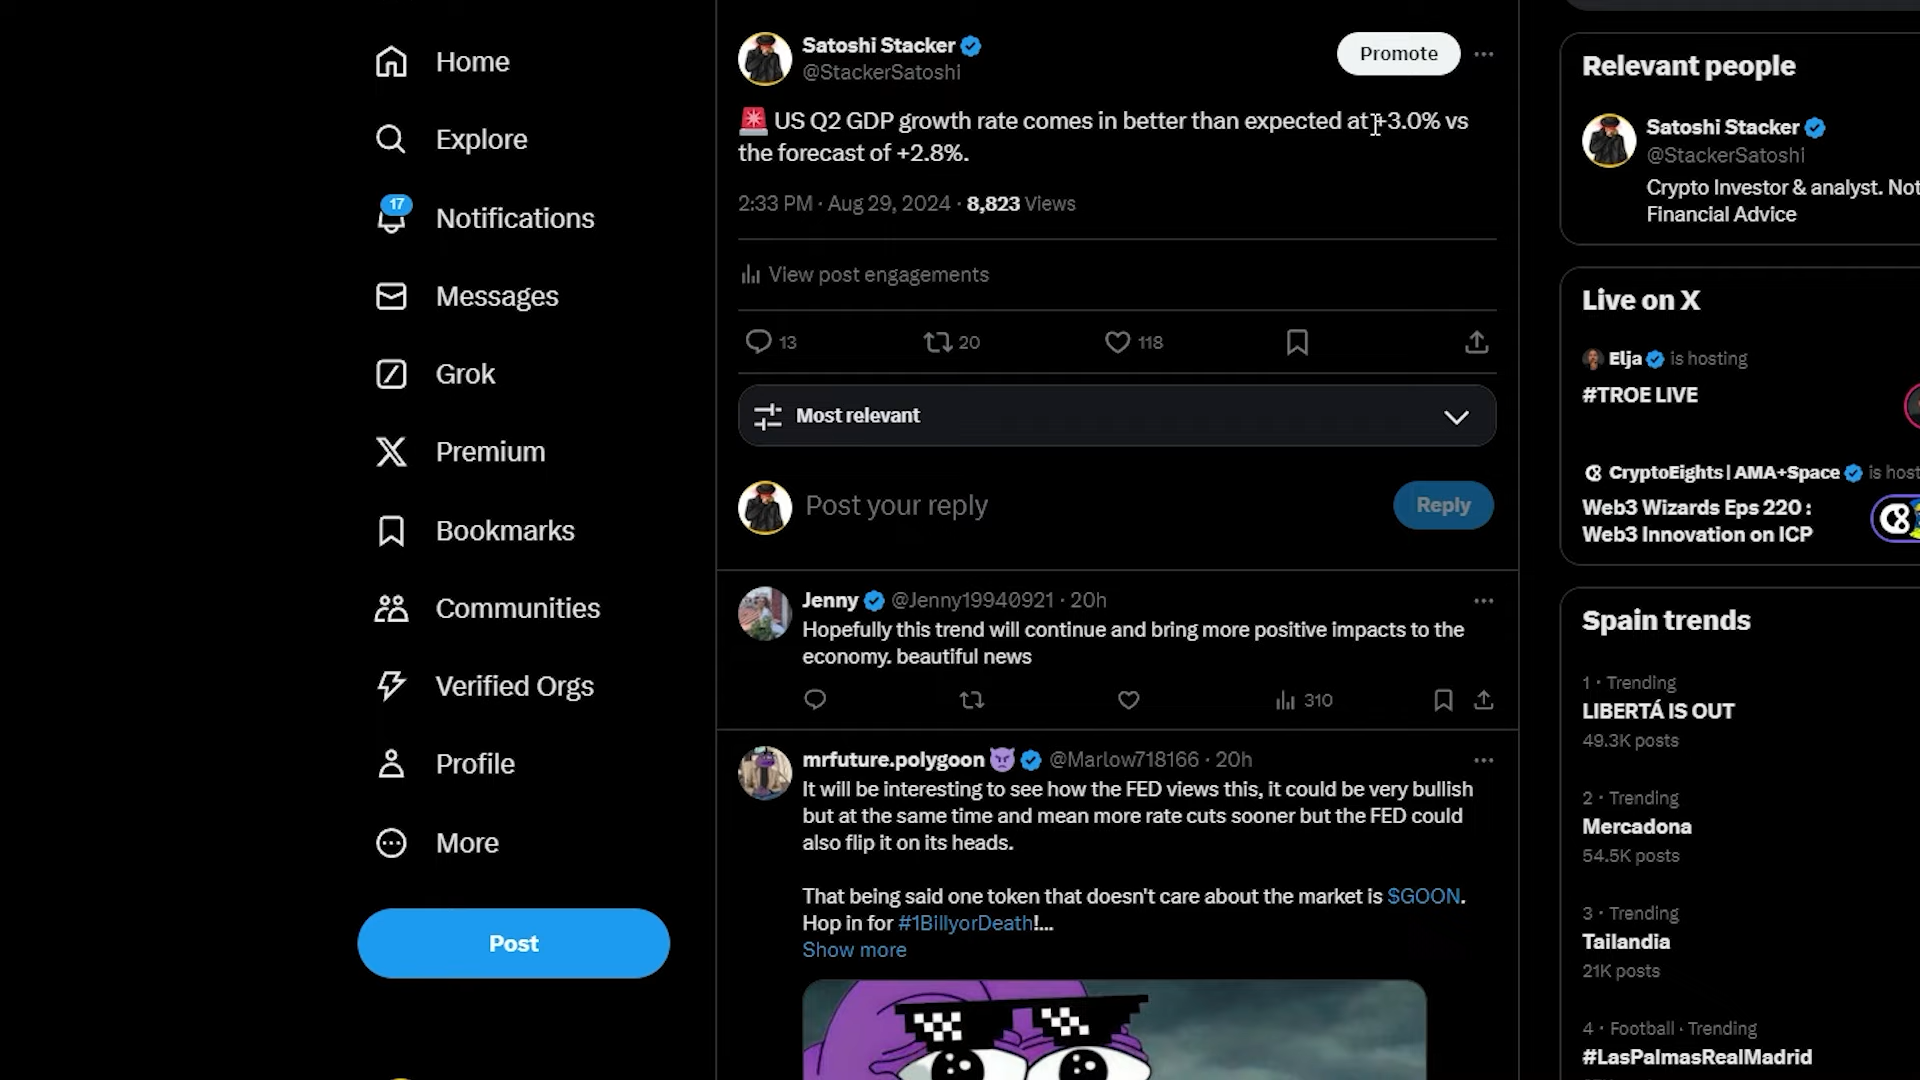 Home
Explore
17
Notifications
Messages
Grok
Premium
Bookmarks
Communities
Verified Orgs
Profile
More
Post
Satoshi Stacker
@StackerSatoshi
Promote
US Q2 GDP growth rate comes in better than expected at +3.0% vs
the forecast of +2.8%.
2:33 PM · Aug 29, 2024 · 8,823 Views
View post engagements
13
20
118
Most relevant
Post your reply
Reply
Jenny @Jenny19940921 · 20h
Hopefully this trend will continue and bring more positive impacts to the
economy. beautiful news
310
mrfuture.polygoon @Marlow718166 · 20h
It will be interesting to see how the FED views this, it could be very bullish
but at the same time and mean more rate cuts sooner but the FED could
also flip it on its heads.
That being said one token that doesn't care about the market is $GOON.
Hop in for #1BillyorDeath!...
Show more
Relevant people
Satoshi Stacker
@StackerSatoshi
Crypto Investor & analyst. Not
Financial Advice
Live on X
Elja is hosting
#TROE LIVE
CryptoEights | AMA+Space is host
Web3 Wizards Eps 220 :
Web3 Innovation on ICP
Spain trends
1 · Trending
LIBERTÁ IS OUT
49.3K posts
2 · Trending
Mercadona
54.5K posts
3 · Trending
Tailandia
21K posts
4 · Football · Trending
#LasPalmasRealMadrid